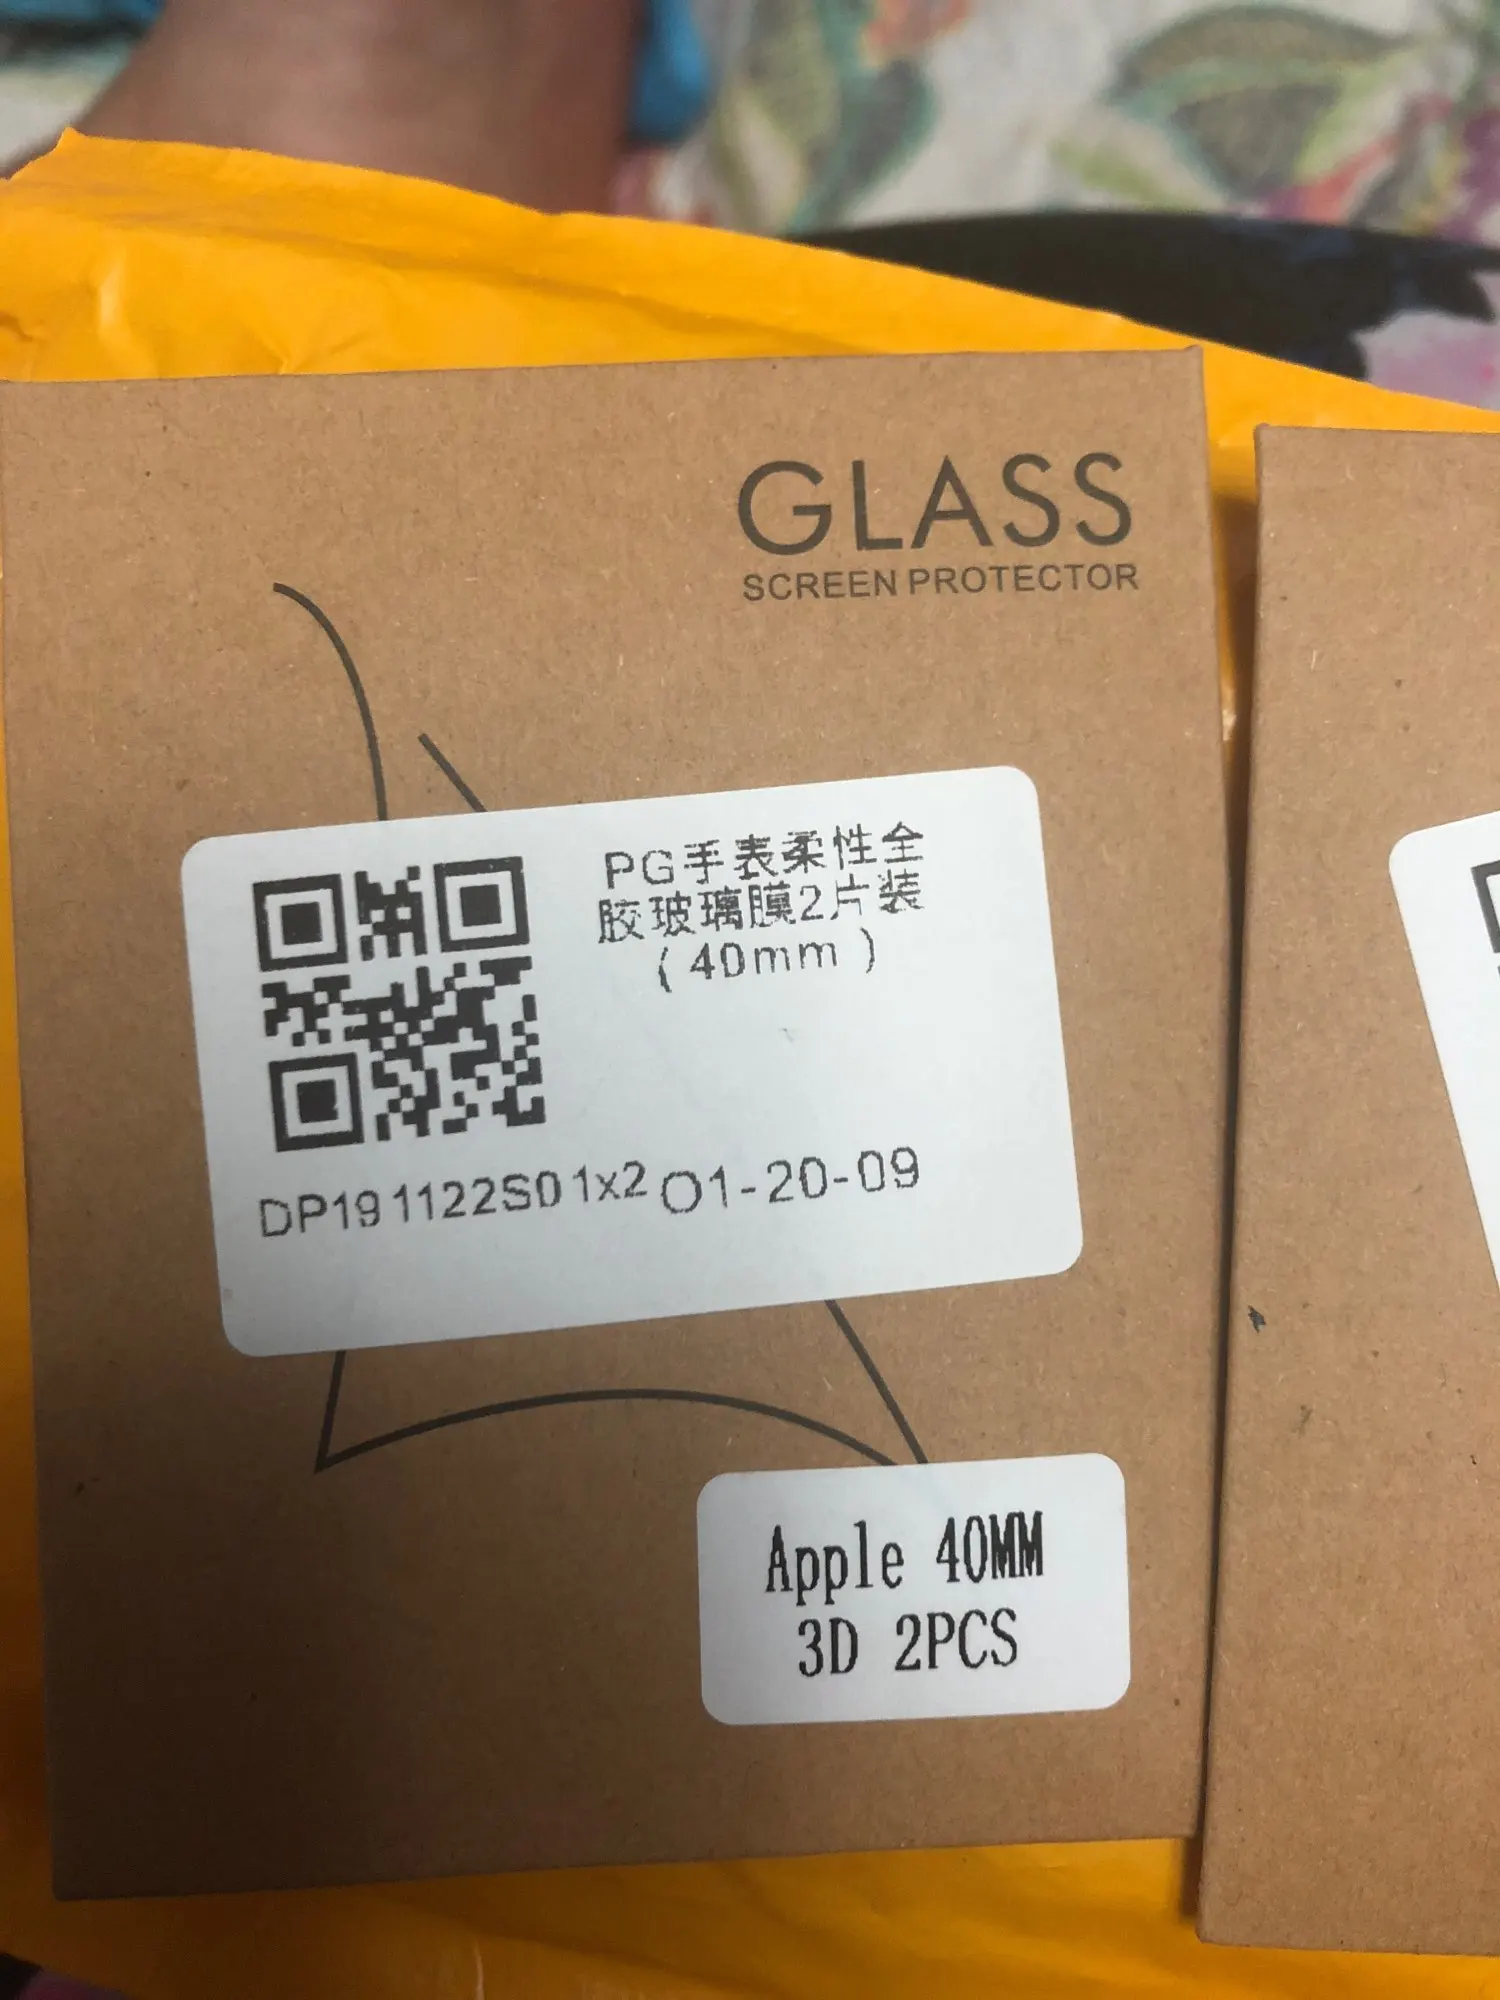 GLASS
SCREEN PROTECTOR
PG手表柔性全
胶玻璃膜2片装
(40mm)
DP191122S01x2 01-20-09
Apple 40MM
3D 2PCS